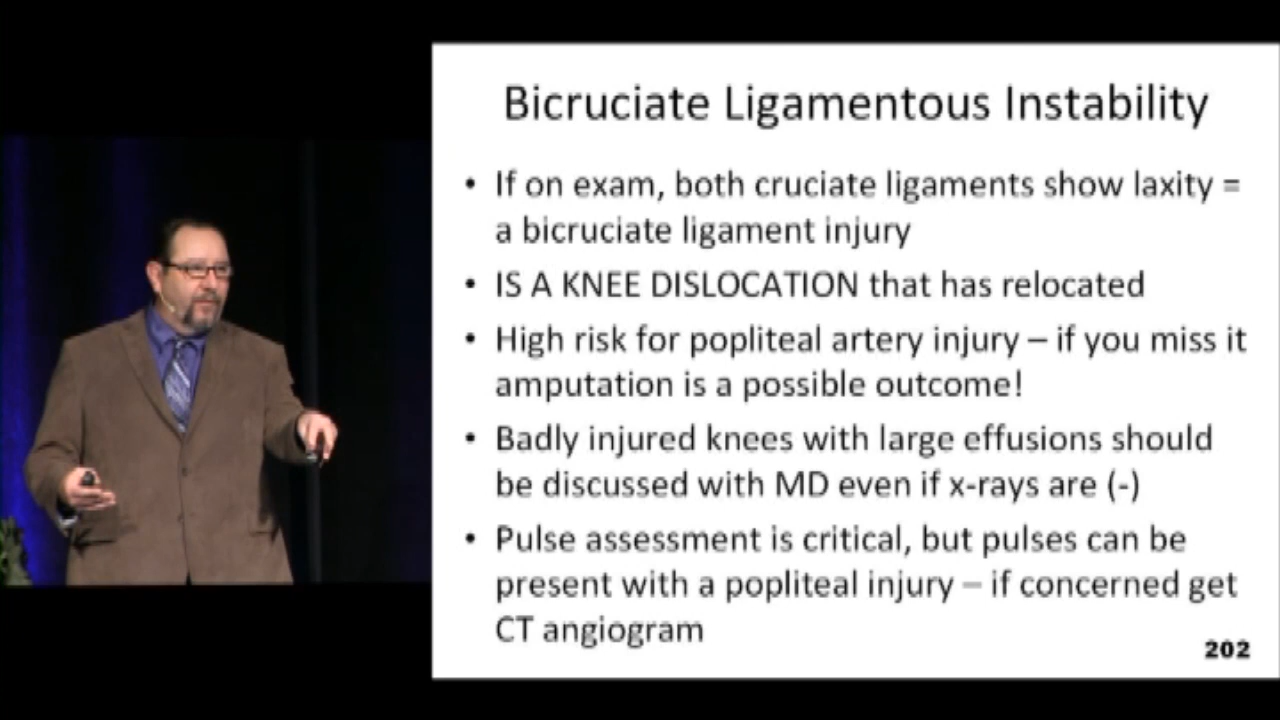 Bicruciate Ligamentous Instability
• If on exam, both cruciate ligaments show laxity =
a bicruciate ligament injury
• IS A KNEE DISLOCATION that has relocated
• High risk for popliteal artery injury – if you miss it
amputation is a possible outcome!
• Badly injured knees with large effusions should
be discussed with MD even if x-rays are (-)
• Pulse assessment is critical, but pulses can be
present with a popliteal injury – if concerned get
CT angiogram
202